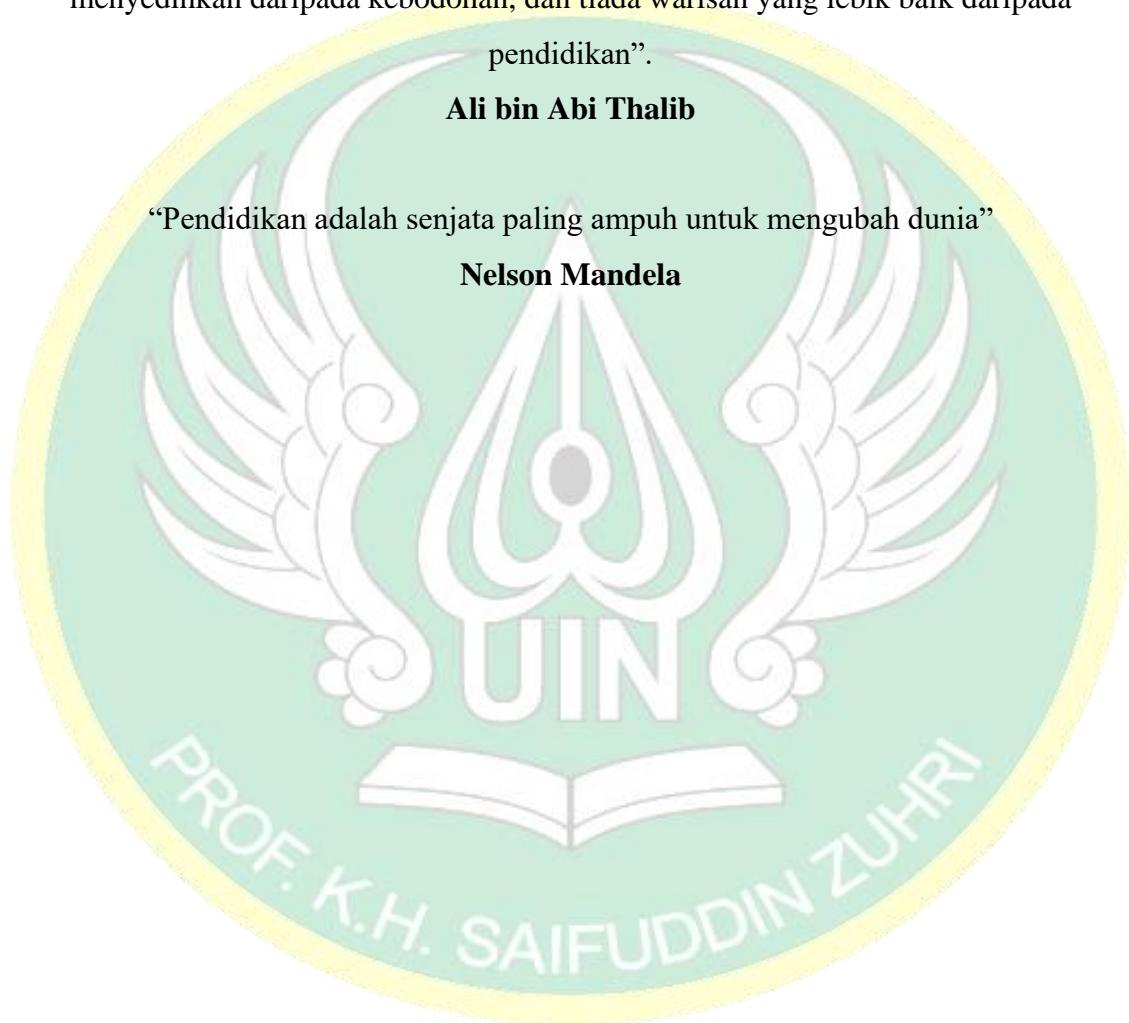 menyedihkan daripada kebodohan, dan tiada warisan yang lebik baik daripada
pendidikan”.
Ali bin Abi Thalib
“Pendidikan adalah senjata paling ampuh untuk mengubah dunia”
Nelson Mandela
UIN
PROF. K.H. SAIFUDDIN ZUHRI